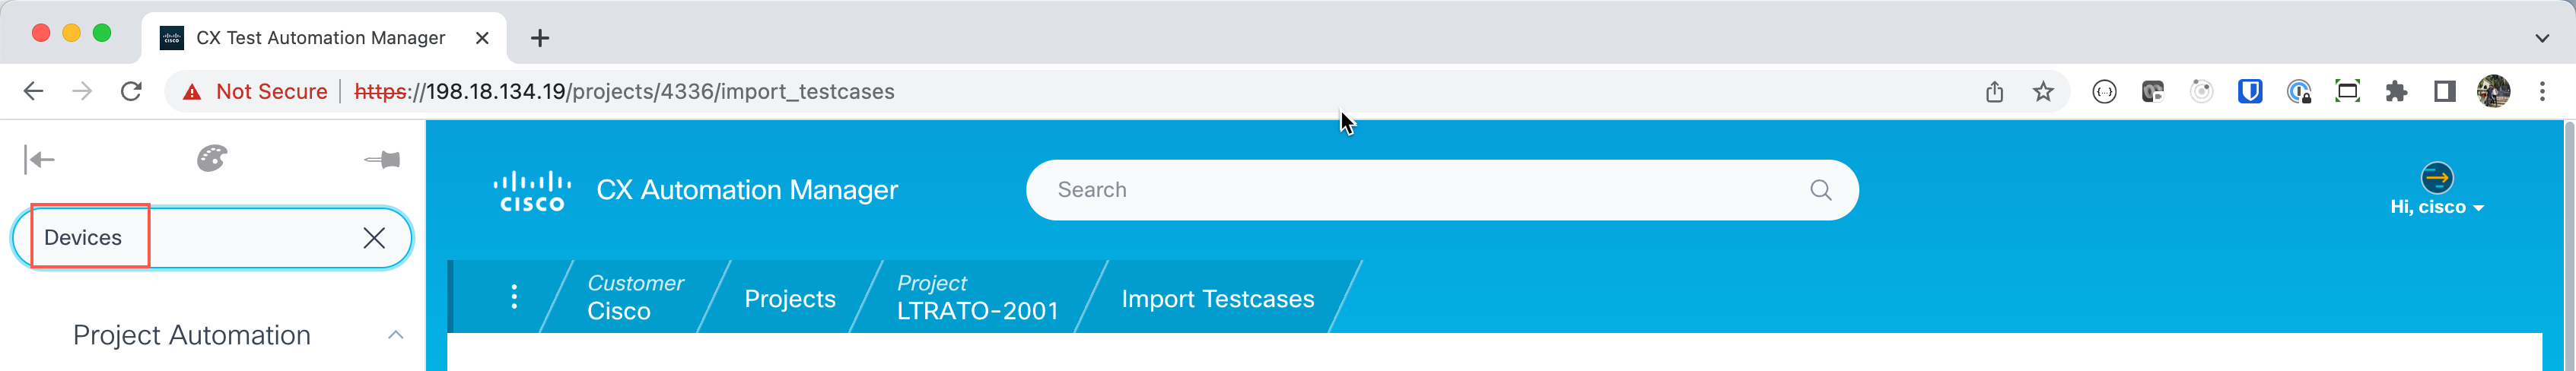 CX Test Automation Manager
Not Secure | https://198.18.134.19/projects/4336/import_testcases
CISCO CX Automation Manager
Search
Hi, cisco
Devices
Customer
Cisco
Projects
Project
LTRATO-2001
Import Testcases
Project Automation